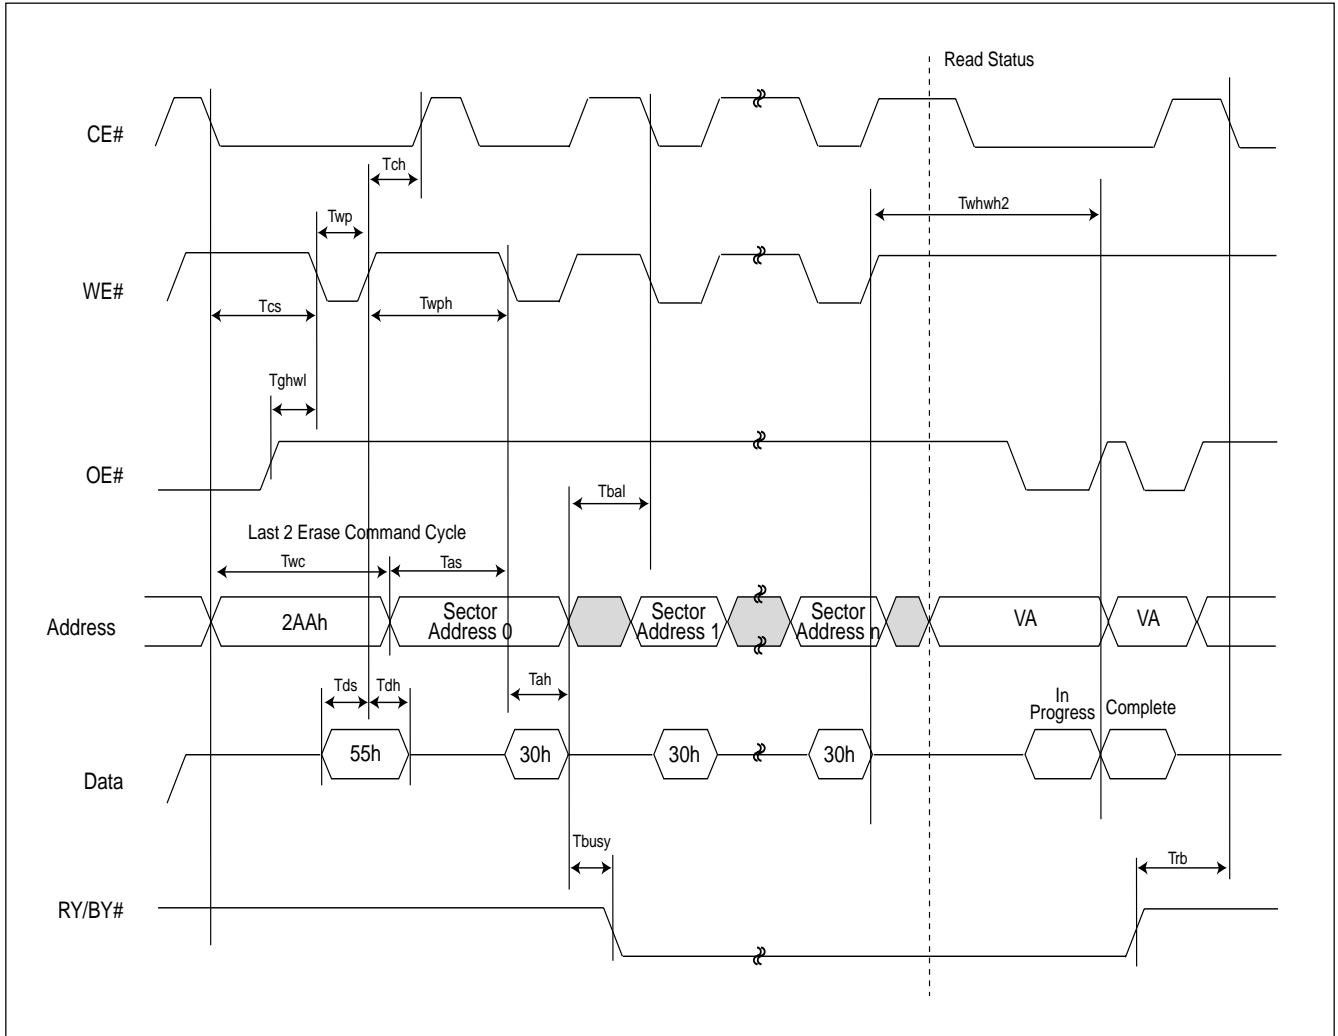 Read Status
CE#
Tch
Twhwh2
Twp
WE#
Tcs
Twph
Tghwl
OE#
Tbal
Last 2 Erase Command Cycle
Twc
Tas
Address
2AAh
Sector
Address 0
Sector
Address 1
Sector
Address n
VA
VA
Tds
Tdh
Tah
In
Progress
Complete
Data
55h
30h
30h
30h
Tbusy
Trb
RY/BY#